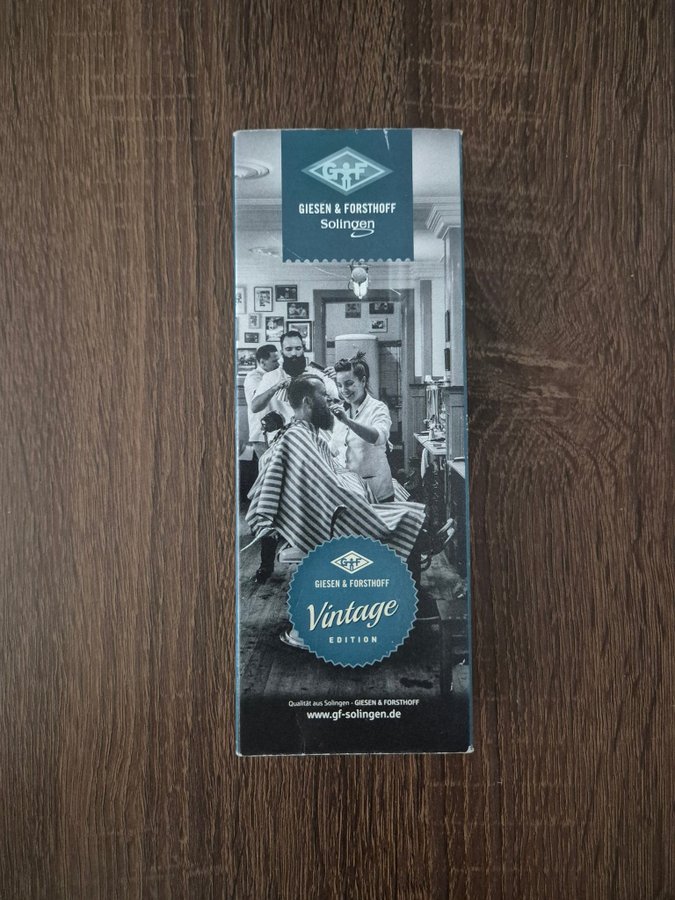 G F
GIESEN & FORSTHOFF
Solingen
G F
GIESEN & FORSTHOFF
Vintage
EDITION
Qualität aus Solingen - GIESEN & FORSTHOFF
www.gf-solingen.de